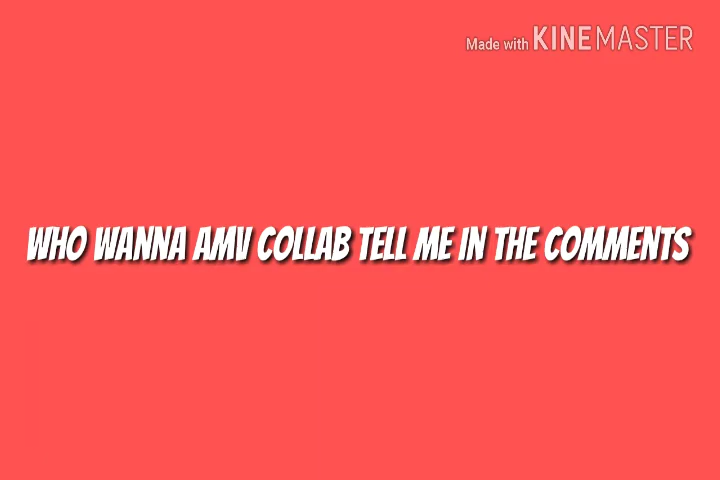 Made with KINEMASTER
WHO WANNA AMV COLLAB TELL ME IN THE COMMENTS